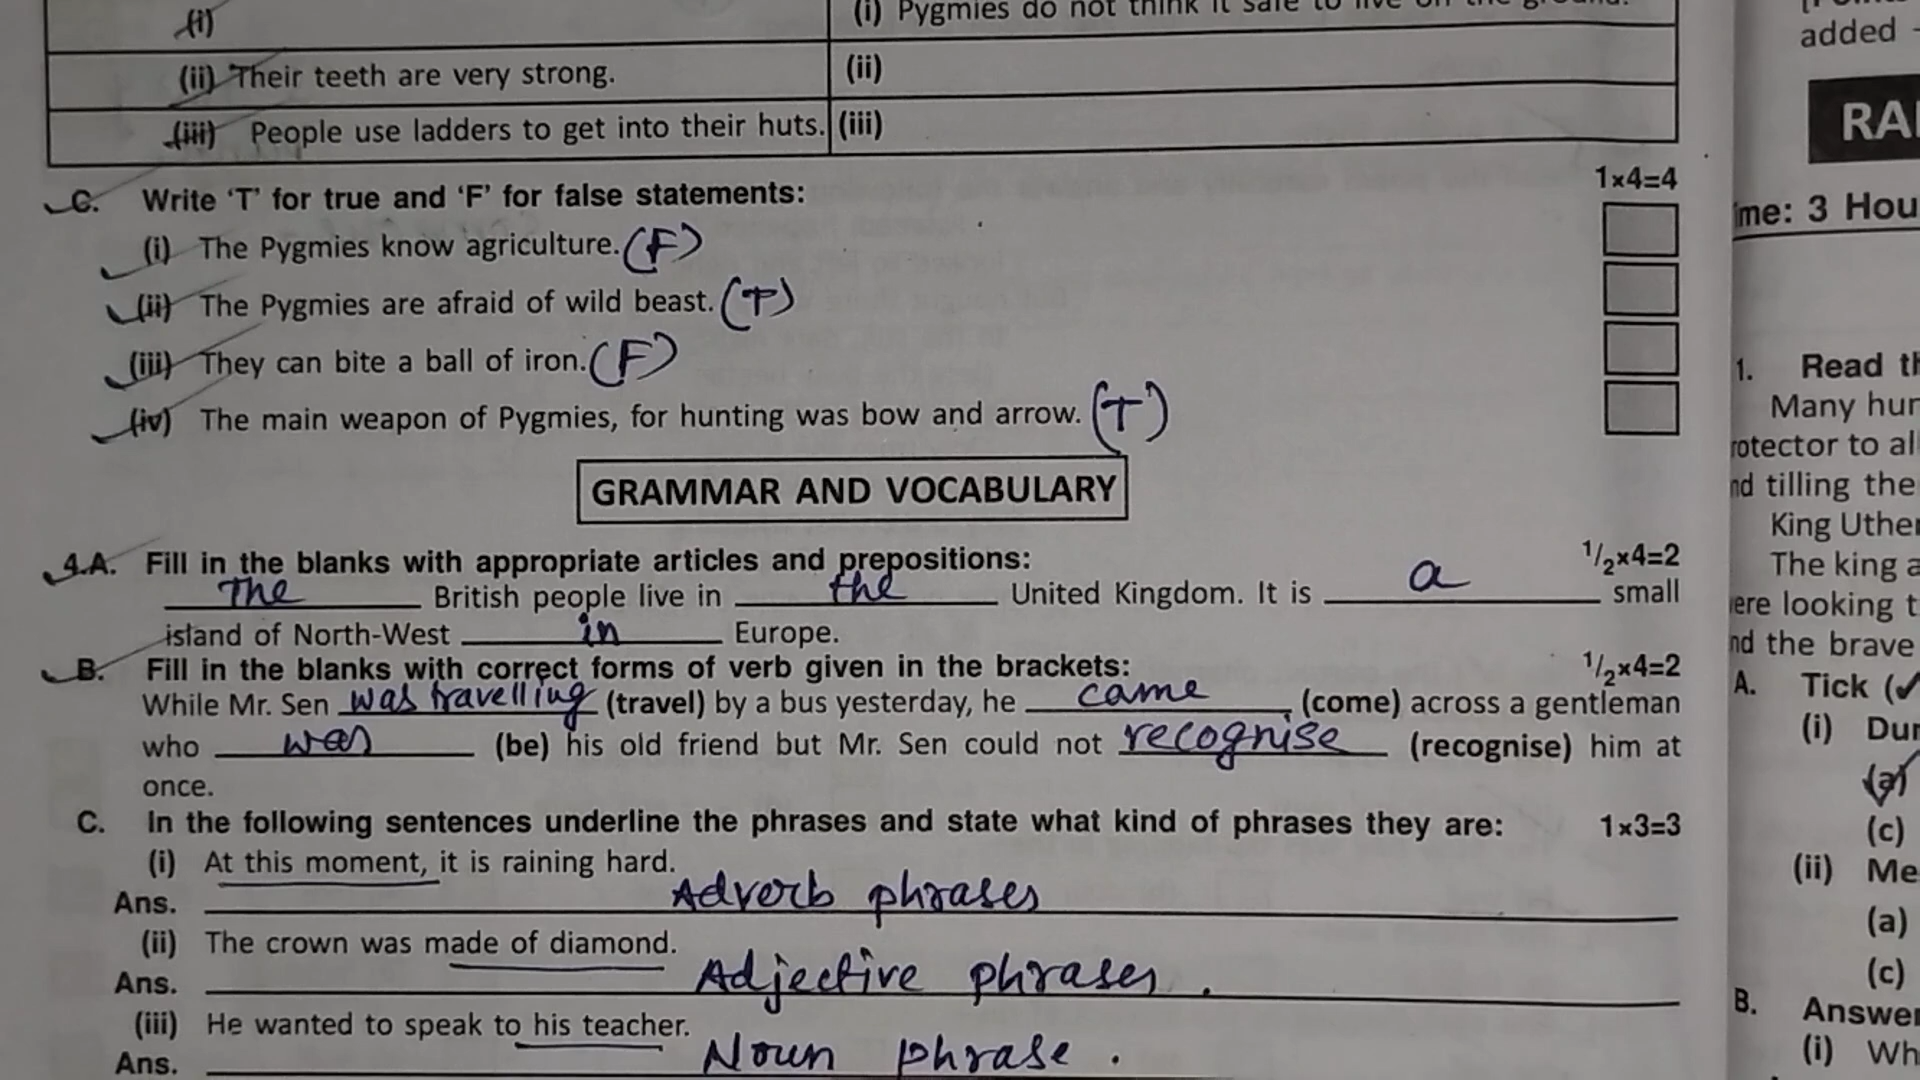 (i)
(i) Pygmies do not think it safe to live on the ground.
(ii) Their teeth are very strong.
(ii)
(iii) People use ladders to get into their huts.
(iii)
C. Write 'T' for true and 'F' for false statements: 1×4=4
(i) The Pygmies know agriculture. (F)
(ii) The Pygmies are afraid of wild beast. (T)
(iii) They can bite a ball of iron. (F)
(iv) The main weapon of Pygmies, for hunting was bow and arrow. (T)
GRAMMAR AND VOCABULARY
4.A. Fill in the blanks with appropriate articles and prepositions: 1/2×4=2
The British people live in the United Kingdom. It is a small
island of North-West in Europe.
B. Fill in the blanks with correct forms of verb given in the brackets: 1/2×4=2
While Mr. Sen was travelling (travel) by a bus yesterday, he came (come) across a gentleman
who was (be) his old friend but Mr. Sen could not recognise (recognise) him at
once.
C. In the following sentences underline the phrases and state what kind of phrases they are: 1×3=3
(i) At this moment, it is raining hard.
Ans. Adverb phrases
(ii) The crown was made of diamond.
Ans. Adjective phrases.
(iii) He wanted to speak to his teacher.
Ans. Noun phrase.
added
me: 3 Hou
1. Read th
Many hun
otector to al
nd tilling the
King Uther
The king a
ere looking t
nd the brave
A. Tick (✓
(i) Dur
(a)
(c)
(ii) Me
(a)
(c)
B. Answer
(i) Wh